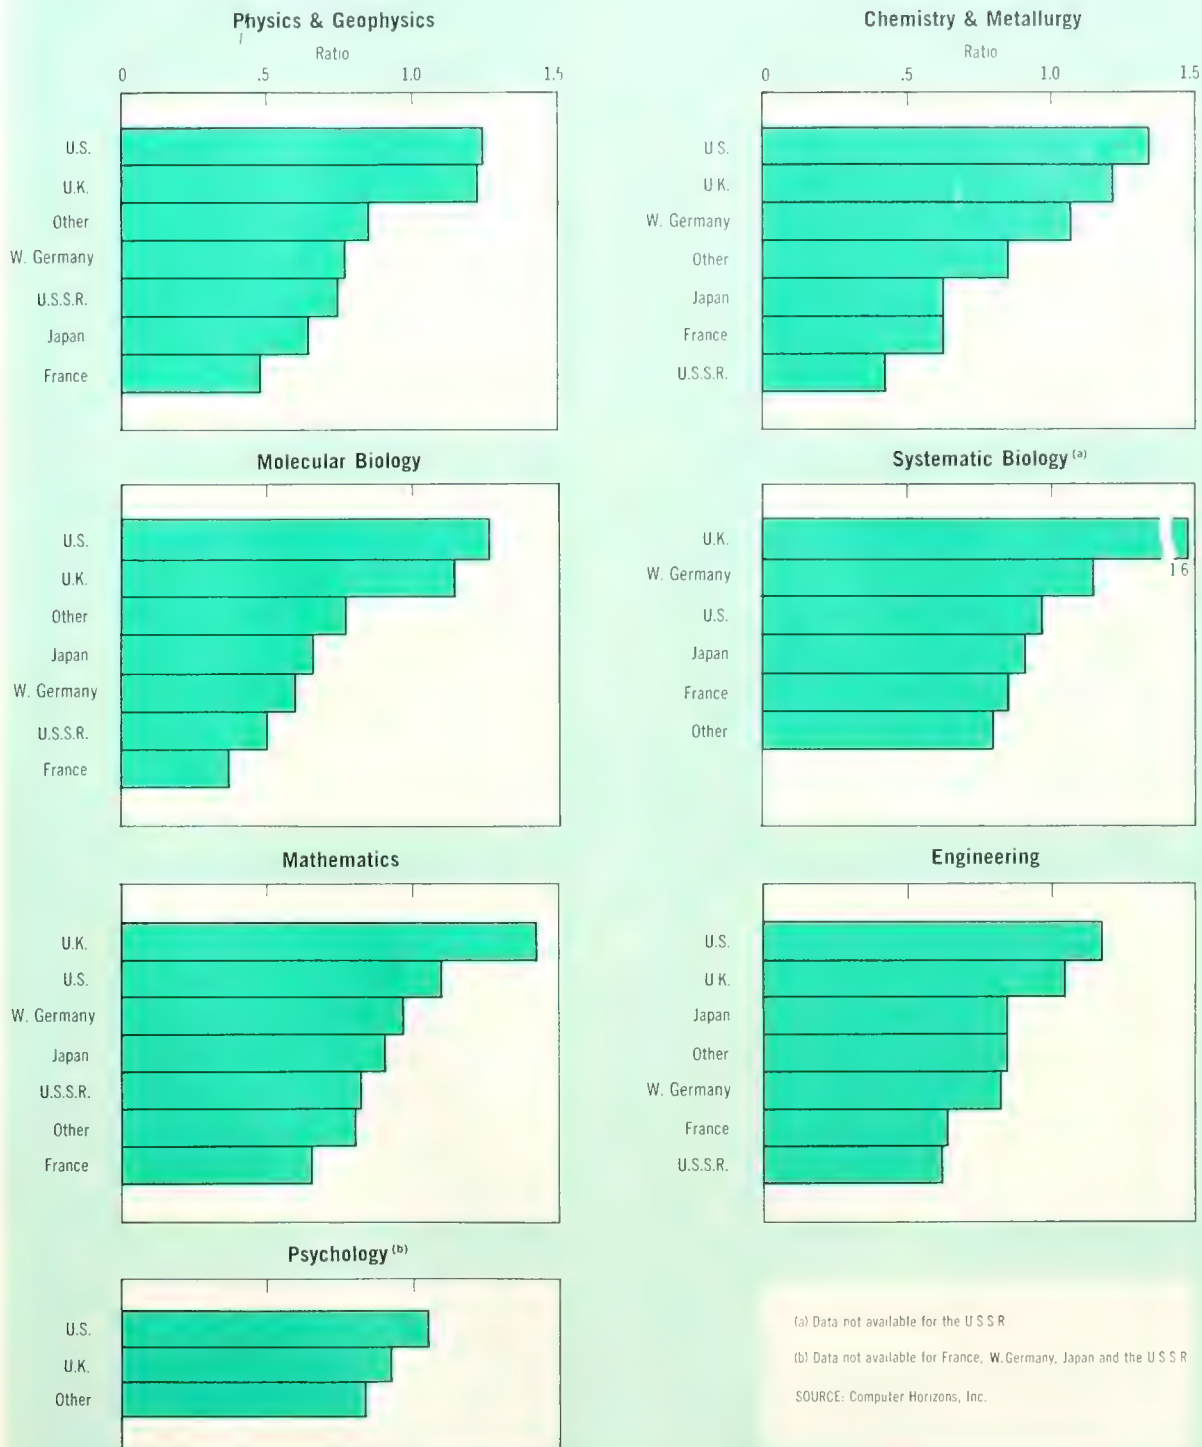 Physics & Geophysics
Ratio
0 .5 1.0 1.5
U.S.
U.K.
Other
W. Germany
U.S.S.R.
Japan
France
Chemistry & Metallurgy
Ratio
0 .5 1.0 1.5
U S.
U K.
W. Germany
Other
Japan
France
U.S.S.R.
Molecular Biology
U.S.
U.K.
Other
Japan
W. Germany
U.S.S.R.
France
Systematic Biology (a)
U.K.
1 6
W. Germany
U.S.
Japan
France
Other
Mathematics
U.K.
U.S.
W. Germany
Japan
U.S.S.R.
Other
France
Engineering
U.S.
U K.
Japan
Other
W. Germany
France
U.S.S.R.
Psychology (b)
U.S.
U.K.
Other
(a) Data not available for the U S S R
(b) Data not available for France, W. Germany, Japan and the U S S R
SOURCE: Computer Horizons, Inc.